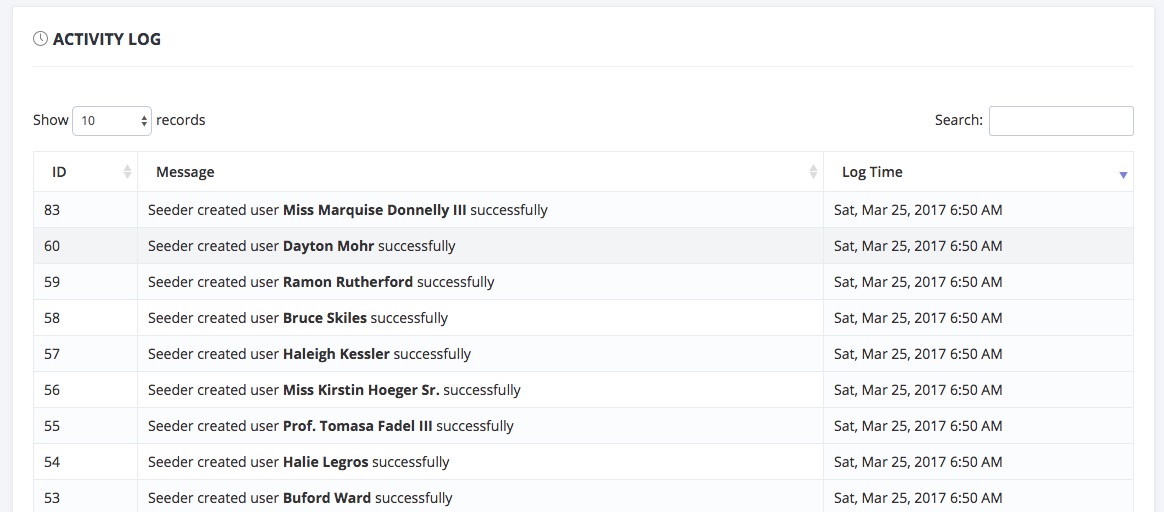 ACTIVITY LOG
Show 10 records Search:
ID Message Log Time
83 Seeder created user Miss Marquise Donnelly III successfully Sat, Mar 25, 2017 6:50 AM
60 Seeder created user Dayton Mohr successfully Sat, Mar 25, 2017 6:50 AM
59 Seeder created user Ramon Rutherford successfully Sat, Mar 25, 2017 6:50 AM
58 Seeder created user Bruce Skiles successfully Sat, Mar 25, 2017 6:50 AM
57 Seeder created user Haleigh Kessler successfully Sat, Mar 25, 2017 6:50 AM
56 Seeder created user Miss Kirstin Hoeger Sr. successfully Sat, Mar 25, 2017 6:50 AM
55 Seeder created user Prof. Tomasa Fadel III successfully Sat, Mar 25, 2017 6:50 AM
54 Seeder created user Halie Legros successfully Sat, Mar 25, 2017 6:50 AM
53 Seeder created user Buford Ward successfully Sat, Mar 25, 2017 6:50 AM